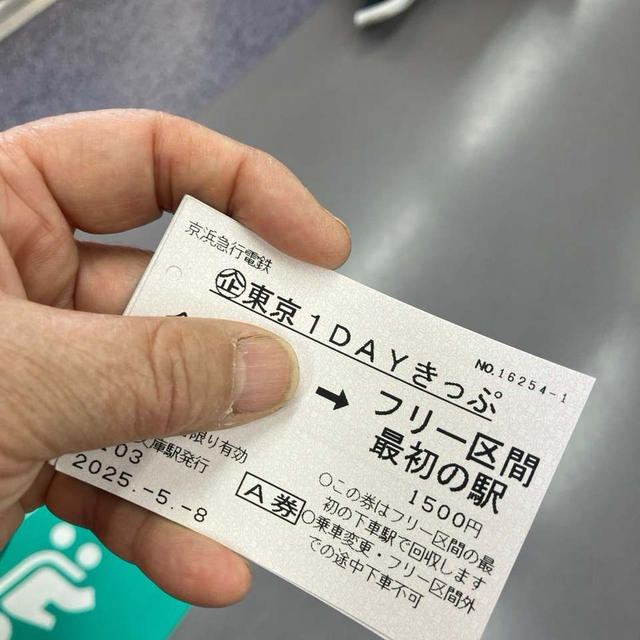 京浜急行電鉄
企東京1DAYきっぷ
NO.16254-1
➡ フリー区間
最初の駅
1500円
限り有効
03 庫駅発行
2025.-5.-8
A券
○この券はフリー区間の最
初の下車駅で回収します
○乗車変更・フリー区間外
での途中下車不可